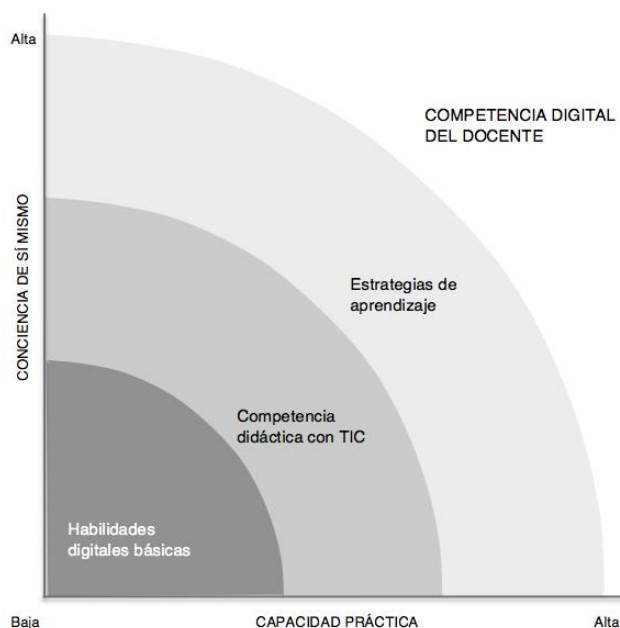 Alta
COMPETENCIA DIGITAL
DEL DOCENTE
CONCIENCIA DE SÍ MISMO
Estrategias de
aprendizaje
Competencia
didáctica con TIC
Habilidades
digitales básicas
Baja
CAPACIDAD PRÁCTICA
Alta